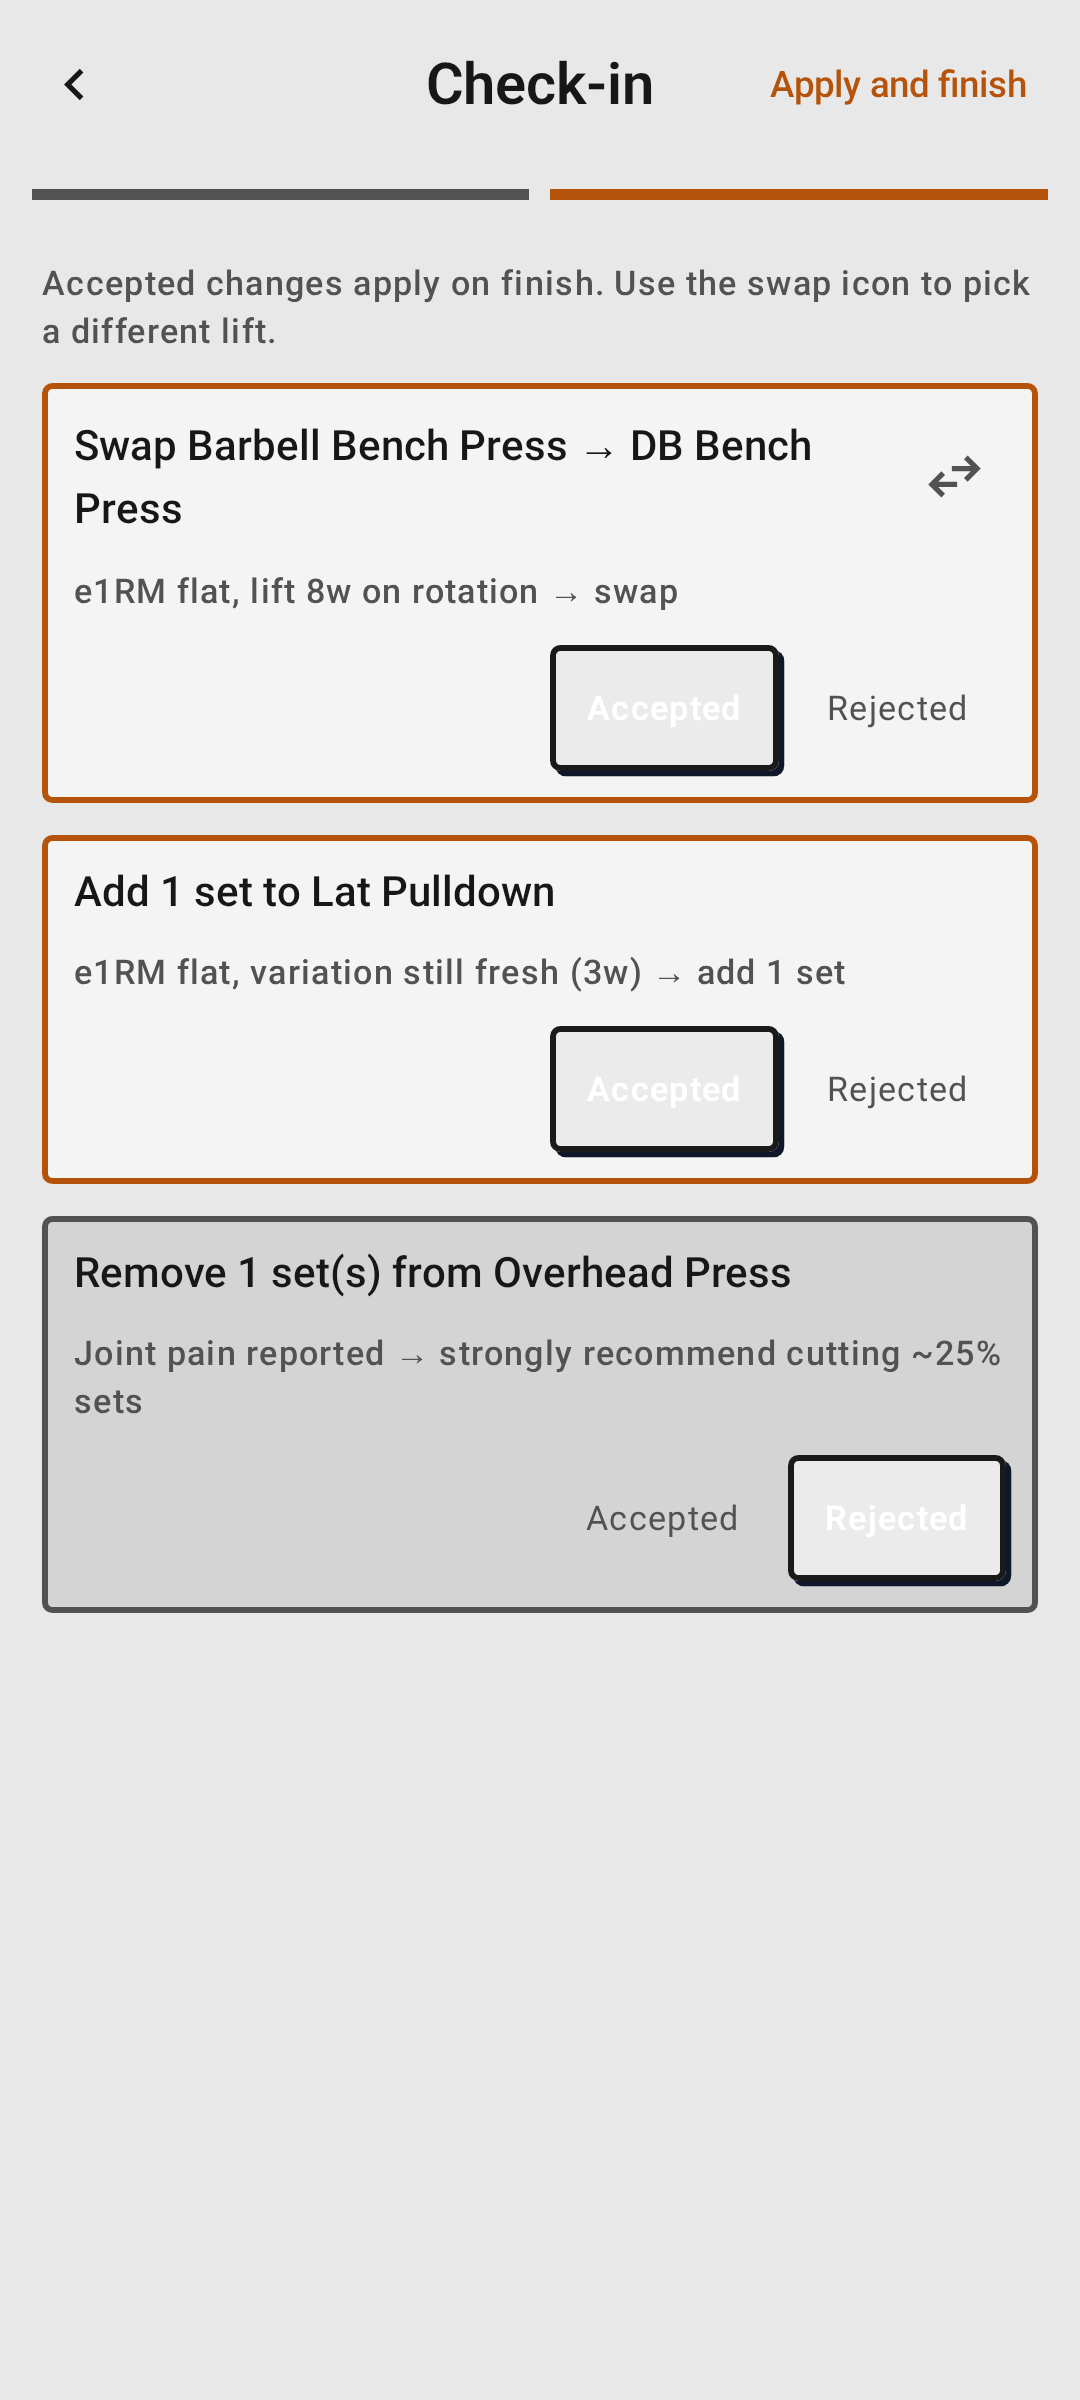 Check-in
Apply and finish
Accepted changes apply on finish. Use the swap icon to pick
a different lift.
Swap Barbell Bench Press → DB Bench
Press
e1RM flat, lift 8w on rotation → swap
Accepted
Rejected
Add 1 set to Lat Pulldown
e1RM flat, variation still fresh (3w) → add 1 set
Accepted
Rejected
Remove 1 set(s) from Overhead Press
Joint pain reported → strongly recommend cutting ~25%
sets
Accepted
Rejected